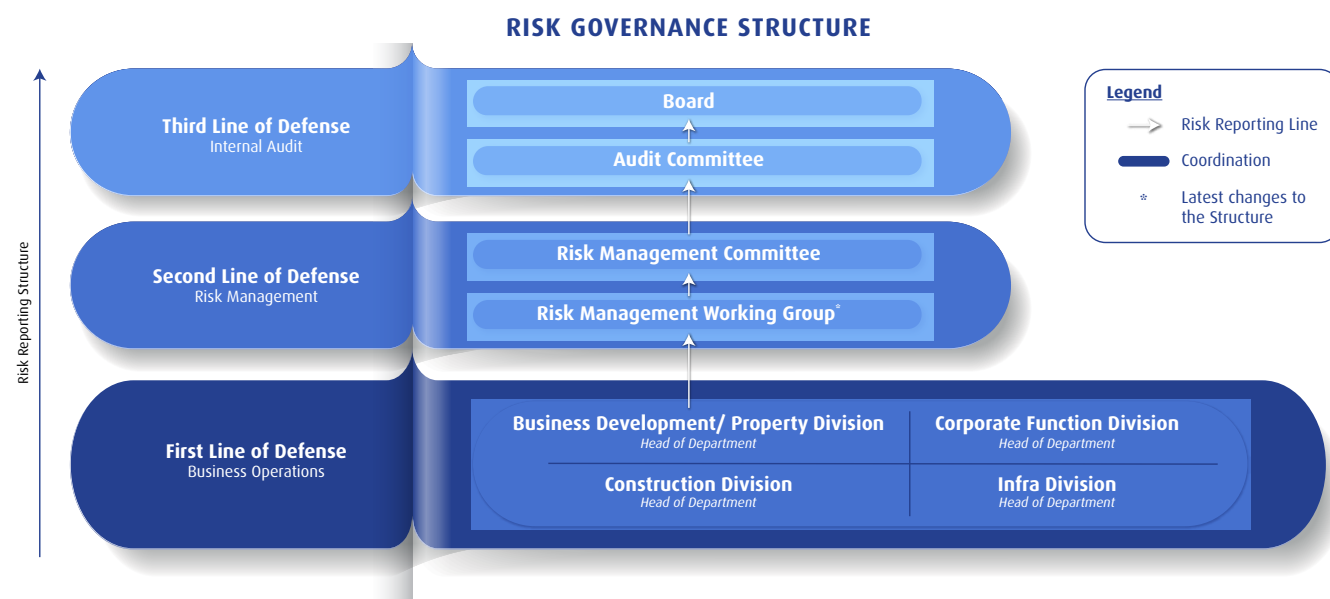 RISK GOVERNANCE STRUCTURE
Risk Reporting Structure
Third Line of Defense
Internal Audit
Board
Audit Committee
Second Line of Defense
Risk Management
Risk Management Committee
Risk Management Working Group*
First Line of Defense
Business Operations
Business Development/ Property Division
Head of Department
Corporate Function Division
Head of Department
Construction Division
Head of Department
Infra Division
Head of Department
Legend
Risk Reporting Line
Coordination
* Latest changes to
the Structure